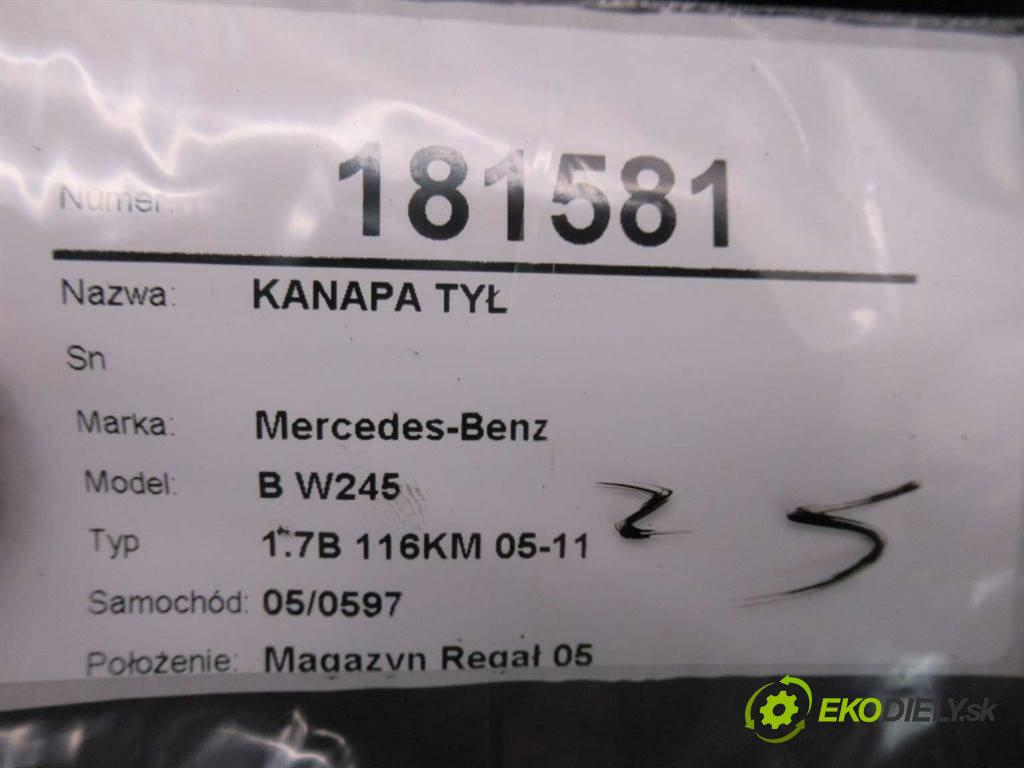 Numer: 181581
Nazwa: KANAPA TYŁ
Sn
Marka: Mercedes-Benz
Model: B W245
Typ 1.7B 116KM 05-11
25
Samochód: 05/0597
Położenie: Magazyn Regał 05
EKODIELY.sk